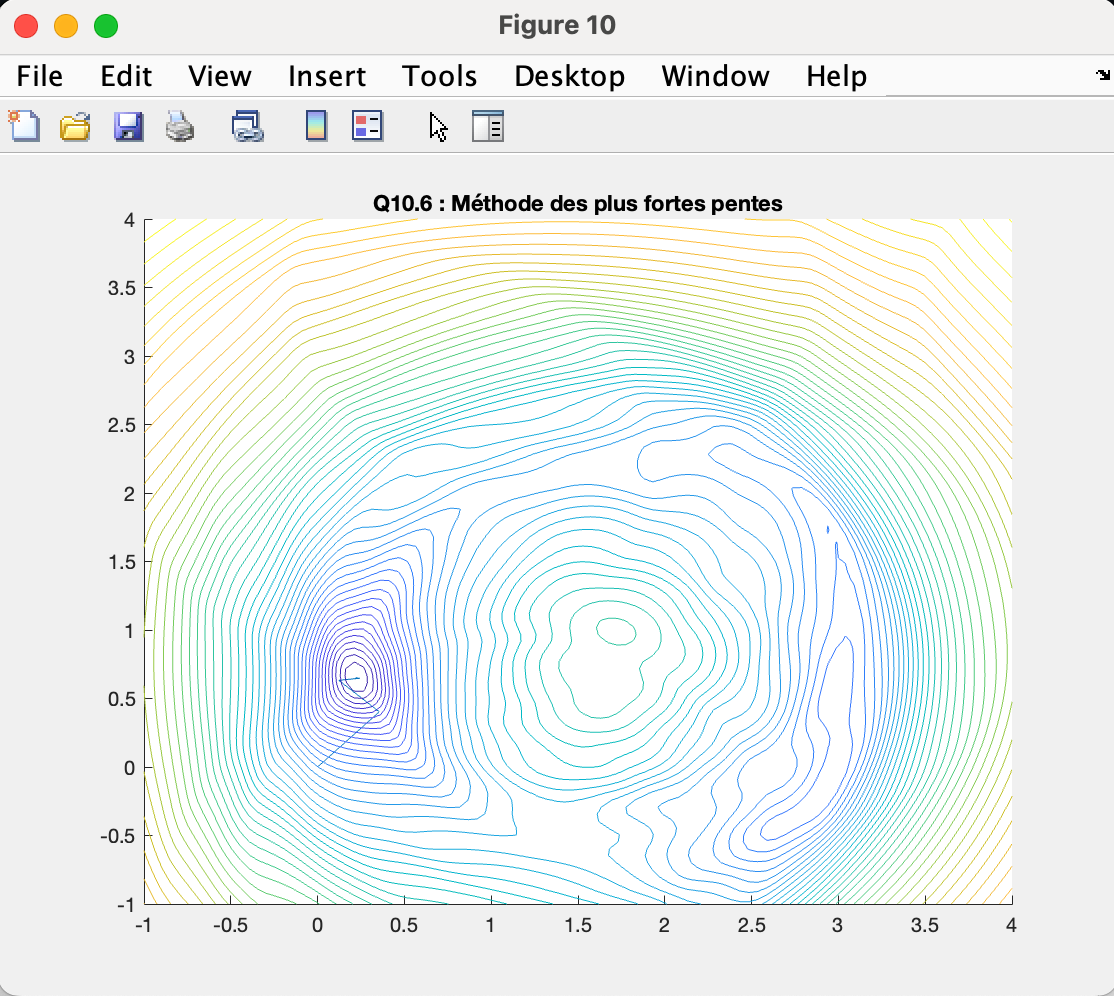 Figure 10
File Edit View Insert Tools Desktop Window Help
Q10.6 : Méthode des plus fortes pentes
4
3.5
3
2.5
2
1.5
1
0.5
0
-0.5
-1
-1 -0.5 0 0.5 1 1.5 2 2.5 3 3.5 4